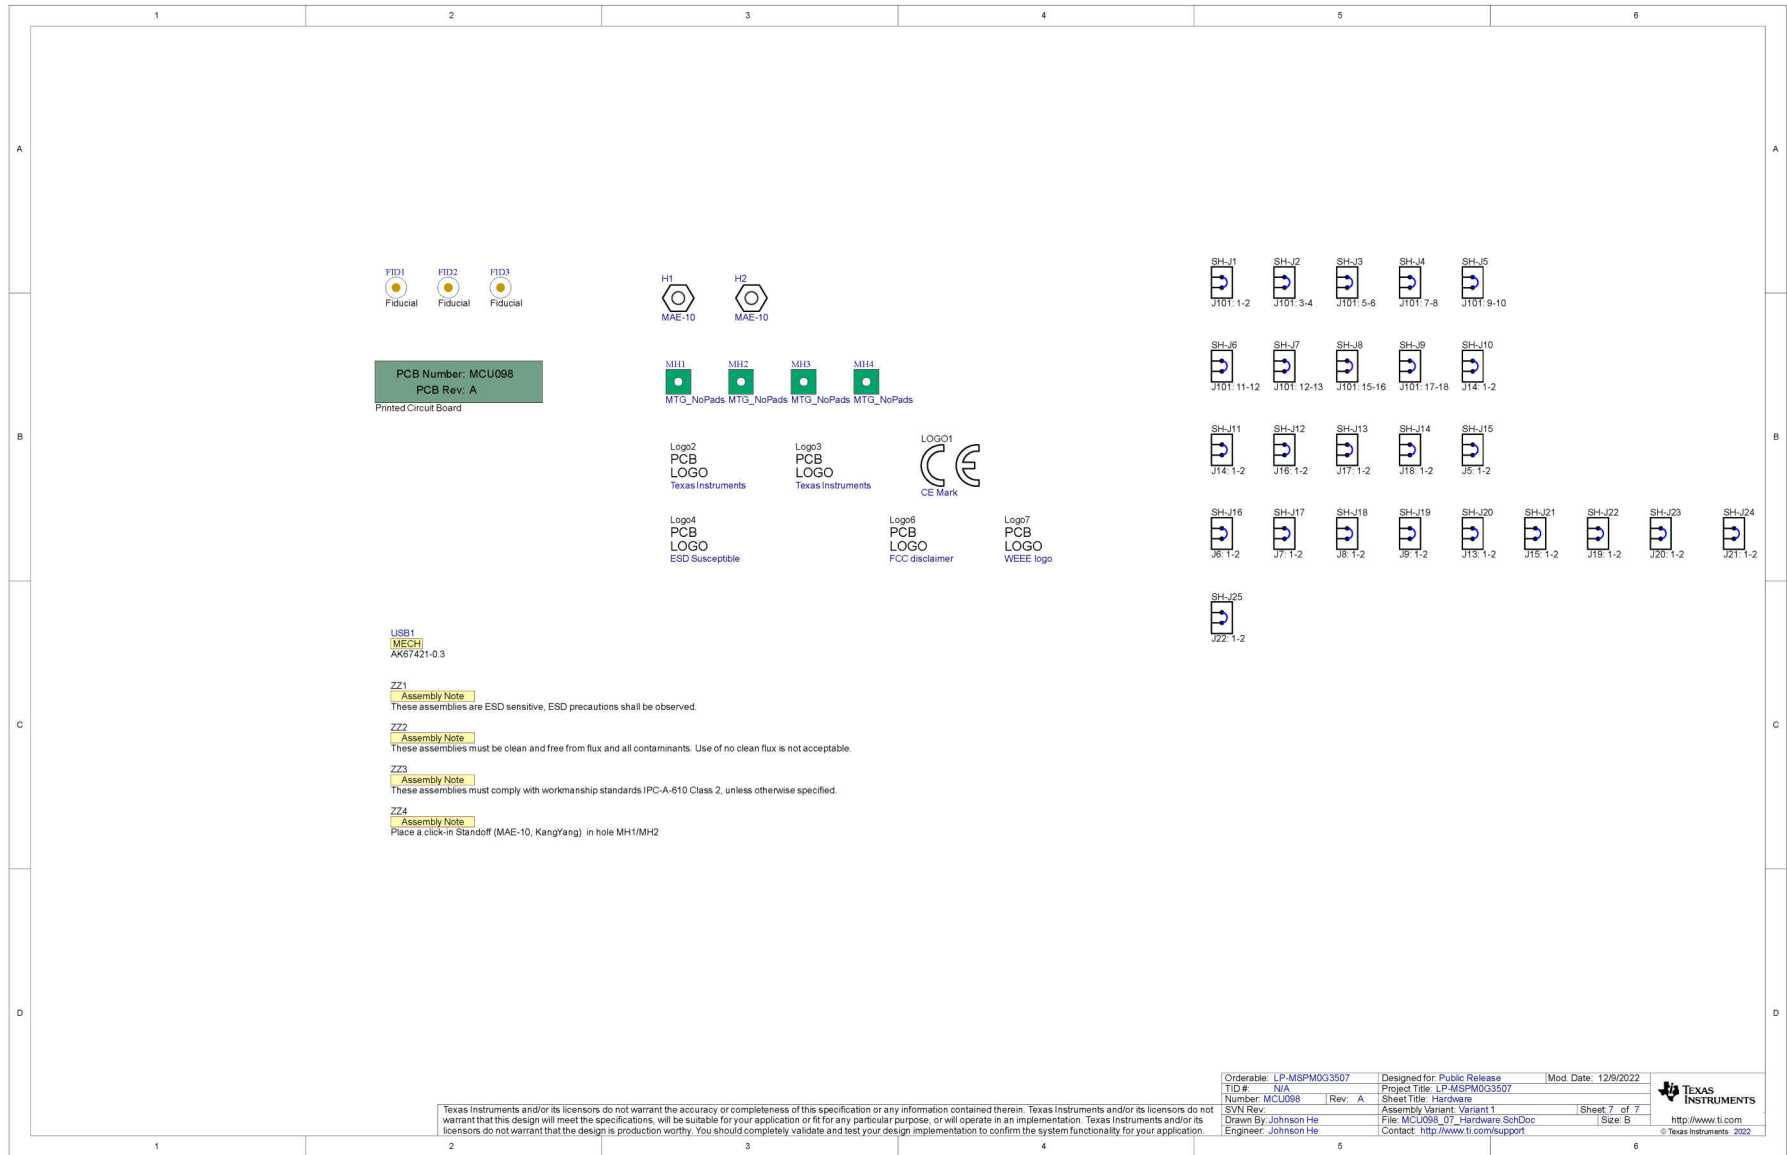 1 2 3 4 5 6
A A
FID1 FID2 FID3
Fiducial Fiducial Fiducial
H1 H2
MAE-10 MAE-10
SH-J1 SH-J2 SH-J3 SH-J4 SH-J5
J101: 1-2 J101: 3-4 J101: 5-6 J101: 7-8 J101: 9-10
PCB Number: MCU098
PCB Rev: A
Printed Circuit Board
MH1 MH2 MH3 MH4
MTG_NoPads MTG_NoPads MTG_NoPads MTG_NoPads
SH-J6 SH-J7 SH-J8 SH-J9 SH-J10
J101: 11-12 J101: 12-13 J101: 15-16 J101: 17-18 J14: 1-2
B B
Logo2 Logo3 LOGO1
PCB PCB
LOGO LOGO
Texas Instruments Texas Instruments
CE
CE Mark
SH-J11 SH-J12 SH-J13 SH-J14 SH-J15
J14: 1-2 J16: 1-2 J17: 1-2 J18: 1-2 J5: 1-2
Logo4 Logo6 Logo7
PCB PCB PCB
LOGO LOGO LOGO
ESD Susceptible FCC disclaimer WEEE logo
SH-J16 SH-J17 SH-J18 SH-J19 SH-J20 SH-J21 SH-J22 SH-J23 SH-J24
J6: 1-2 J7: 1-2 J8: 1-2 J9: 1-2 J13: 1-2 J15: 1-2 J19: 1-2 J20: 1-2 J21: 1-2
SH-J25
J22: 1-2
USB1
MECH
AK67421-0.3
ZZ1
Assembly Note
These assemblies are ESD sensitive, ESD precautions shall be observed.
C C
ZZ2
Assembly Note
These assemblies must be clean and free from flux and all contaminants. Use of no clean flux is not acceptable.
ZZ3
Assembly Note
These assemblies must comply with workmanship standards IPC-A-610 Class 2, unless otherwise specified.
ZZ4
Assembly Note
Place a click-in Standoff (MAE-10, KangYang)  in hole MH1/MH2
D D
Texas Instruments and/or its licensors do not warrant the accuracy or completeness of this specification or any information contained therein. Texas Instruments and/or its licensors do not
warrant that this design will meet the specifications, will be suitable for your application or fit for any particular purpose, or will operate in an implementation. Texas Instruments and/or its
licensors do not warrant that the design is production worthy. You should completely validate and test your design implementation to confirm the system functionality for your application.
Orderable: LP-MSPM0G3507 Designed for: Public Release Mod. Date: 12/9/2022
TID #: N/A Project Title: LP-MSPM0G3507
Number: MCU098 Rev: A Sheet Title: Hardware
SVN Rev: Assembly Variant: Variant 1 Sheet: 7 of 7
Drawn By: Johnson He File: MCU098_07_Hardware.SchDoc Size: B
Engineer: Johnson He Contact: http://www.ti.com/support
TEXAS
INSTRUMENTS
http://www.ti.com
© Texas Instruments 2022
1 2 3 4 5 6